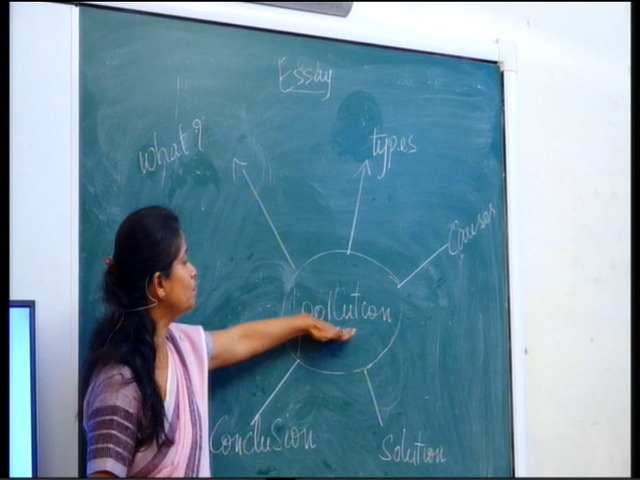 Essay
what?
types
Causes
pollution
Conclusion
Solution